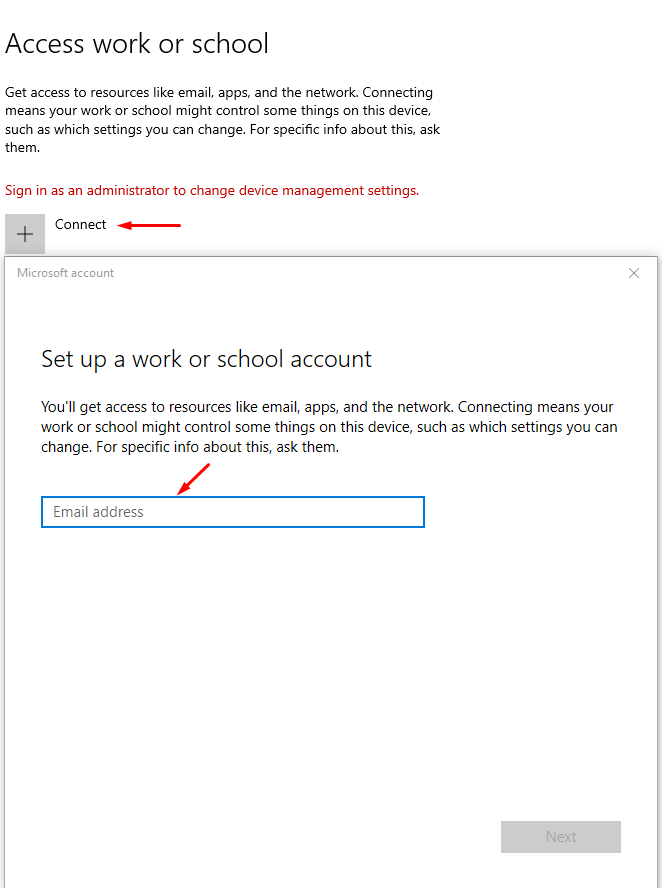 Access work or school
Get access to resources like email, apps, and the network. Connecting
means your work or school might control some things on this device,
such as which settings you can change. For specific info about this, ask
them.
Sign in as an administrator to change device management settings.
Connect
Microsoft account
Set up a work or school account
You'll get access to resources like email, apps, and the network. Connecting means your
work or school might control some things on this device, such as which settings you can
change. For specific info about this, ask them.
Email address
Next